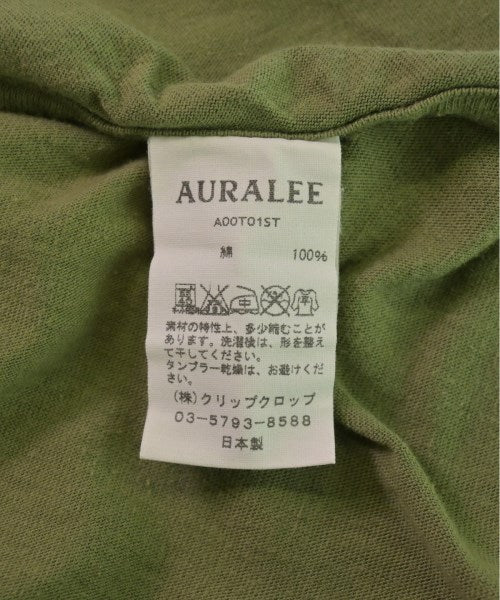 AURALEE
A00T01ST
綿 100%
素材の特性上、多少縮むことが
あります。洗濯後は、形を整え
て干してください。
タンブラー乾燥は、お避けくだ
さい。
(株)クリップクロップ
03-5793-8588
日本製